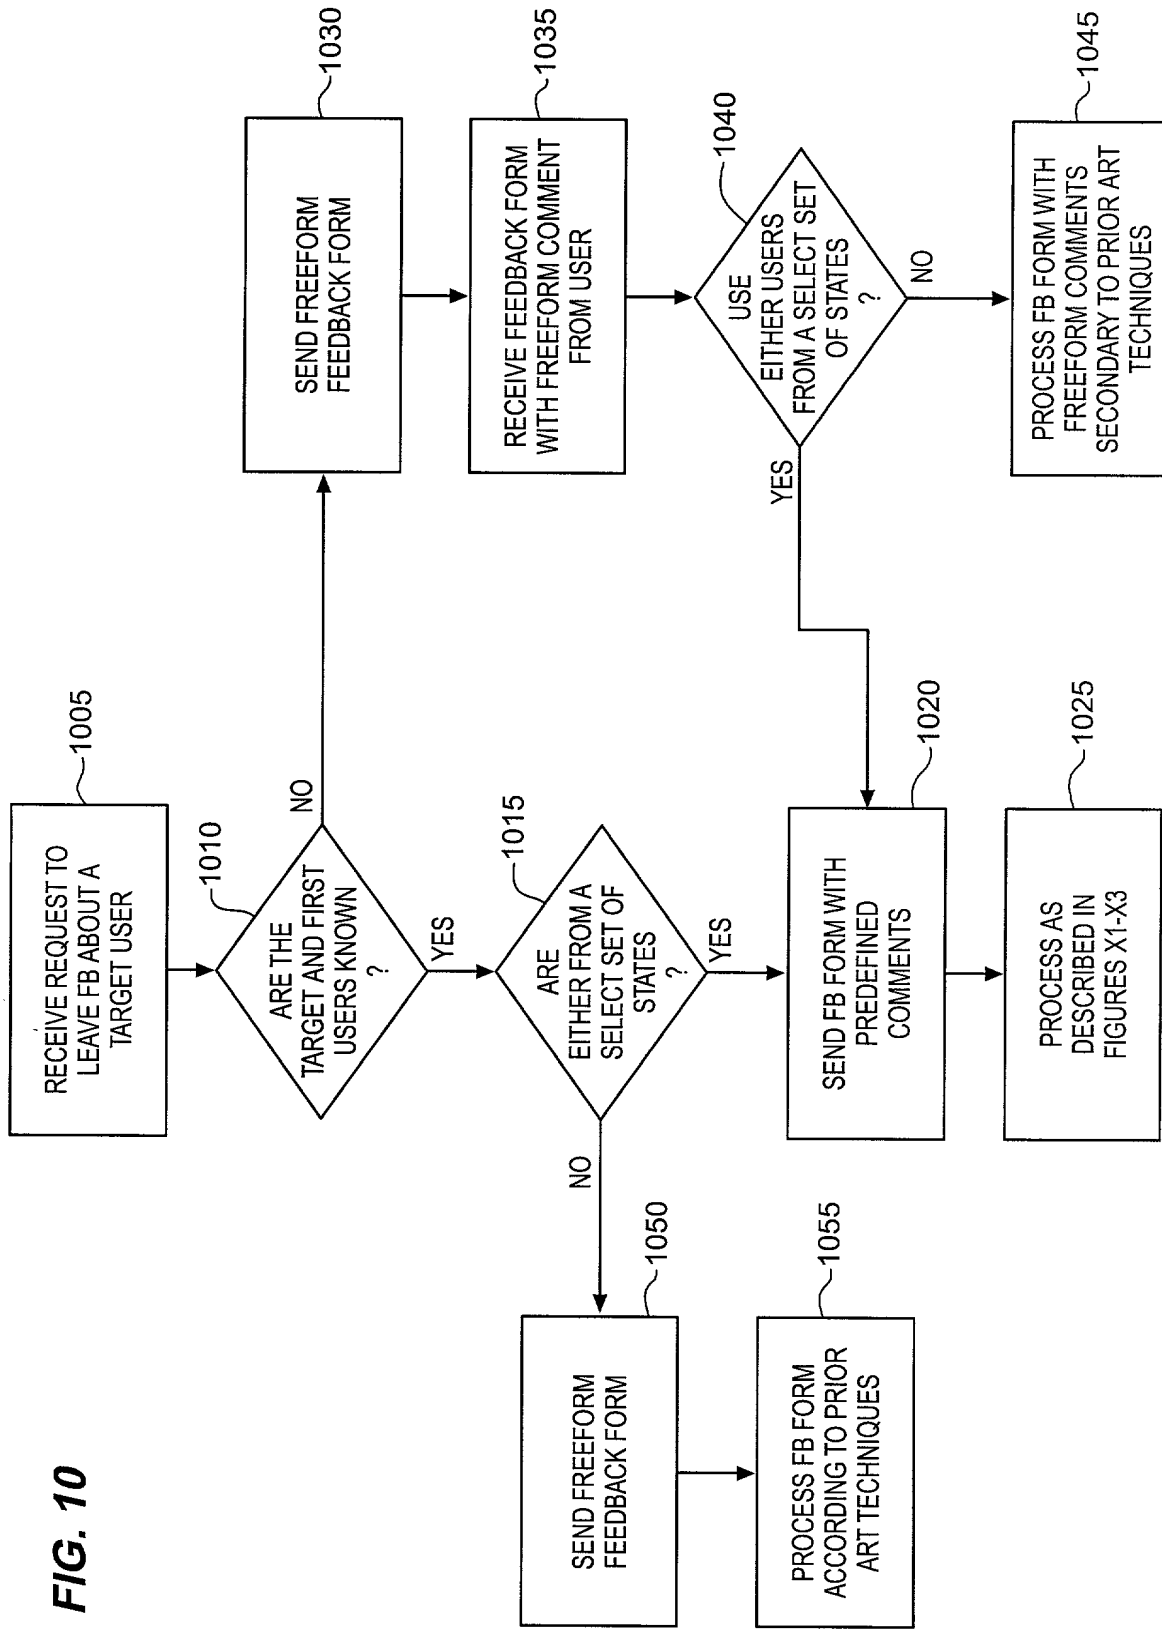 FIG. 10
RECEIVE REQUEST TO
LEAVE FB ABOUT A
TARGET USER
1005
ARE THE
TARGET AND FIRST
USERS KNOWN
?
1010
NO
YES
ARE
EITHER FROM A
SELECT SET OF
STATES
?
1015
NO
YES
SEND FB FORM WITH
PREDEFINED
COMMENTS
1020
PROCESS AS
DESCRIBED IN
FIGURES X1-X3
1025
SEND FREEFORM
FEEDBACK FORM
1030
RECEIVE FEEDBACK FORM
WITH FREEFORM COMMENT
FROM USER
1035
USE
EITHER USERS
FROM A SELECT SET
OF STATES
?
1040
YES
NO
PROCESS FB FORM WITH
FREEFORM COMMENTS
SECONDARY TO PRIOR ART
TECHNIQUES
1045
SEND FREEFORM
FEEDBACK FORM
1050
PROCESS FB FORM
ACCORDING TO PRIOR
ART TECHNIQUES
1055